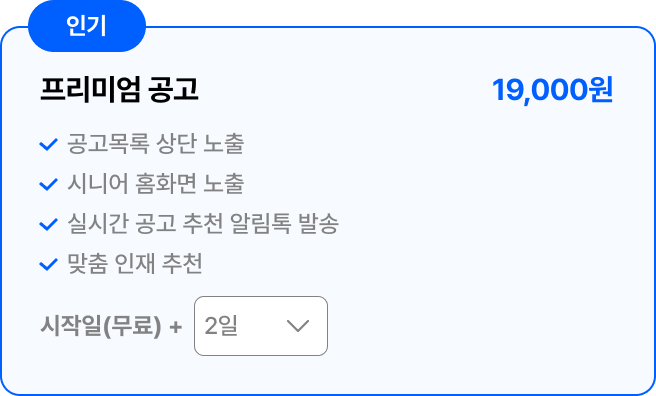 인기
프리미엄 공고 19,000원
공고목록 상단 노출
시니어 홈화면 노출
실시간 공고 추천 알림톡 발송
맞춤 인재 추천
시작일(무료) + 2일